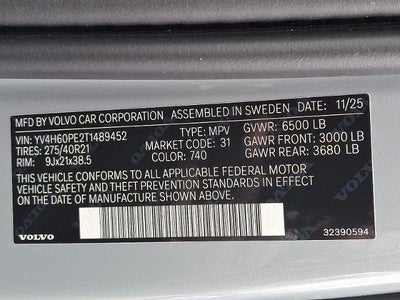 MFD BY VOLVO CAR CORPORATION ASSEMBLED IN SWEDEN DATE: 11/25
VIN: YV4H60PE2T1489452 TYPE: MPV GVWR: 6500 LB
TIRES: 275/40R21 MARKET CODE: 31 GAWR FRONT: 3000 LB
RIM: 9Jx21x38.5 COLOR: 740 GAWR REAR: 3680 LB
THIS VEHICLE CONFORMS TO ALL APPLICABLE FEDERAL MOTOR
VEHICLE SAFETY AND THEFT PREVENTION STANDARDS IN EFFECT
ON THE DATE OF MANUFACTURE SHOWN ABOVE.
VOLVO 32390594